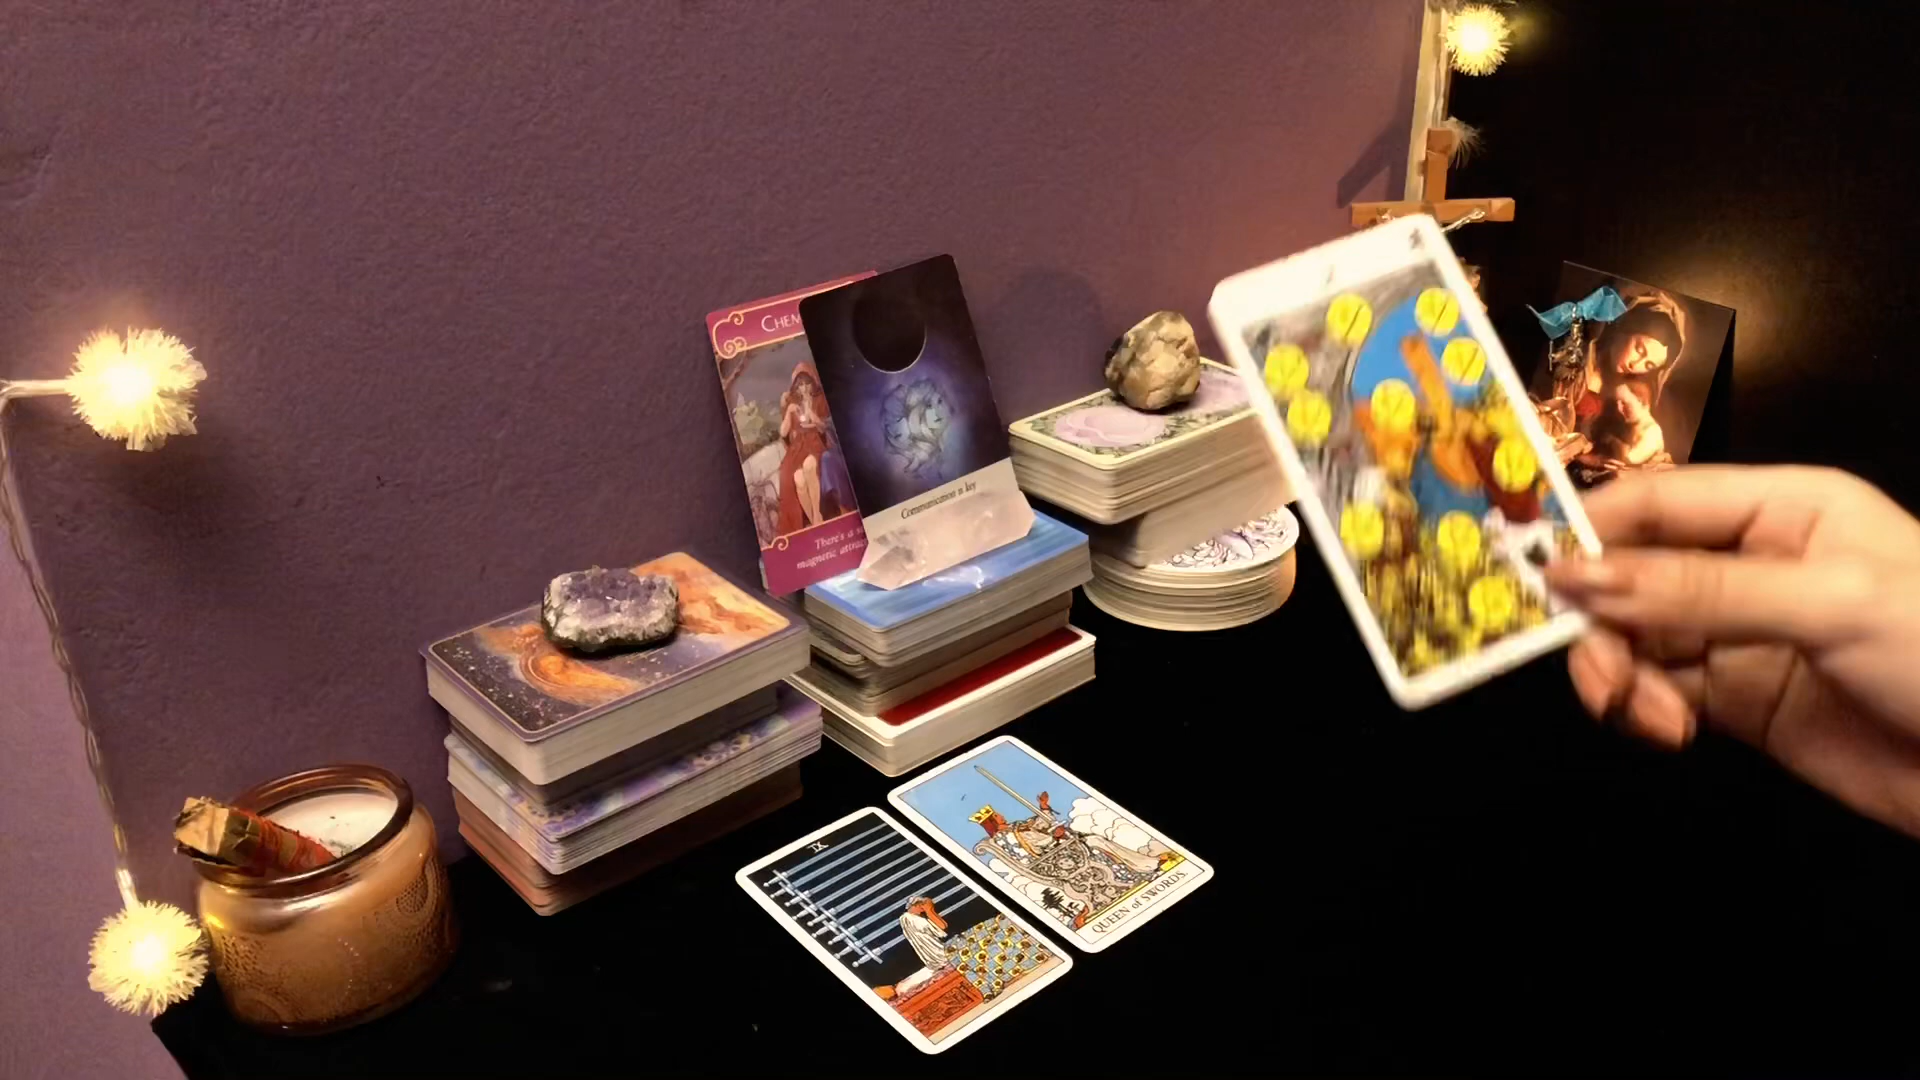 CHEM
There's a
magnetic attrac
Communication is key
IX
QUEEN of SWORDS.
X